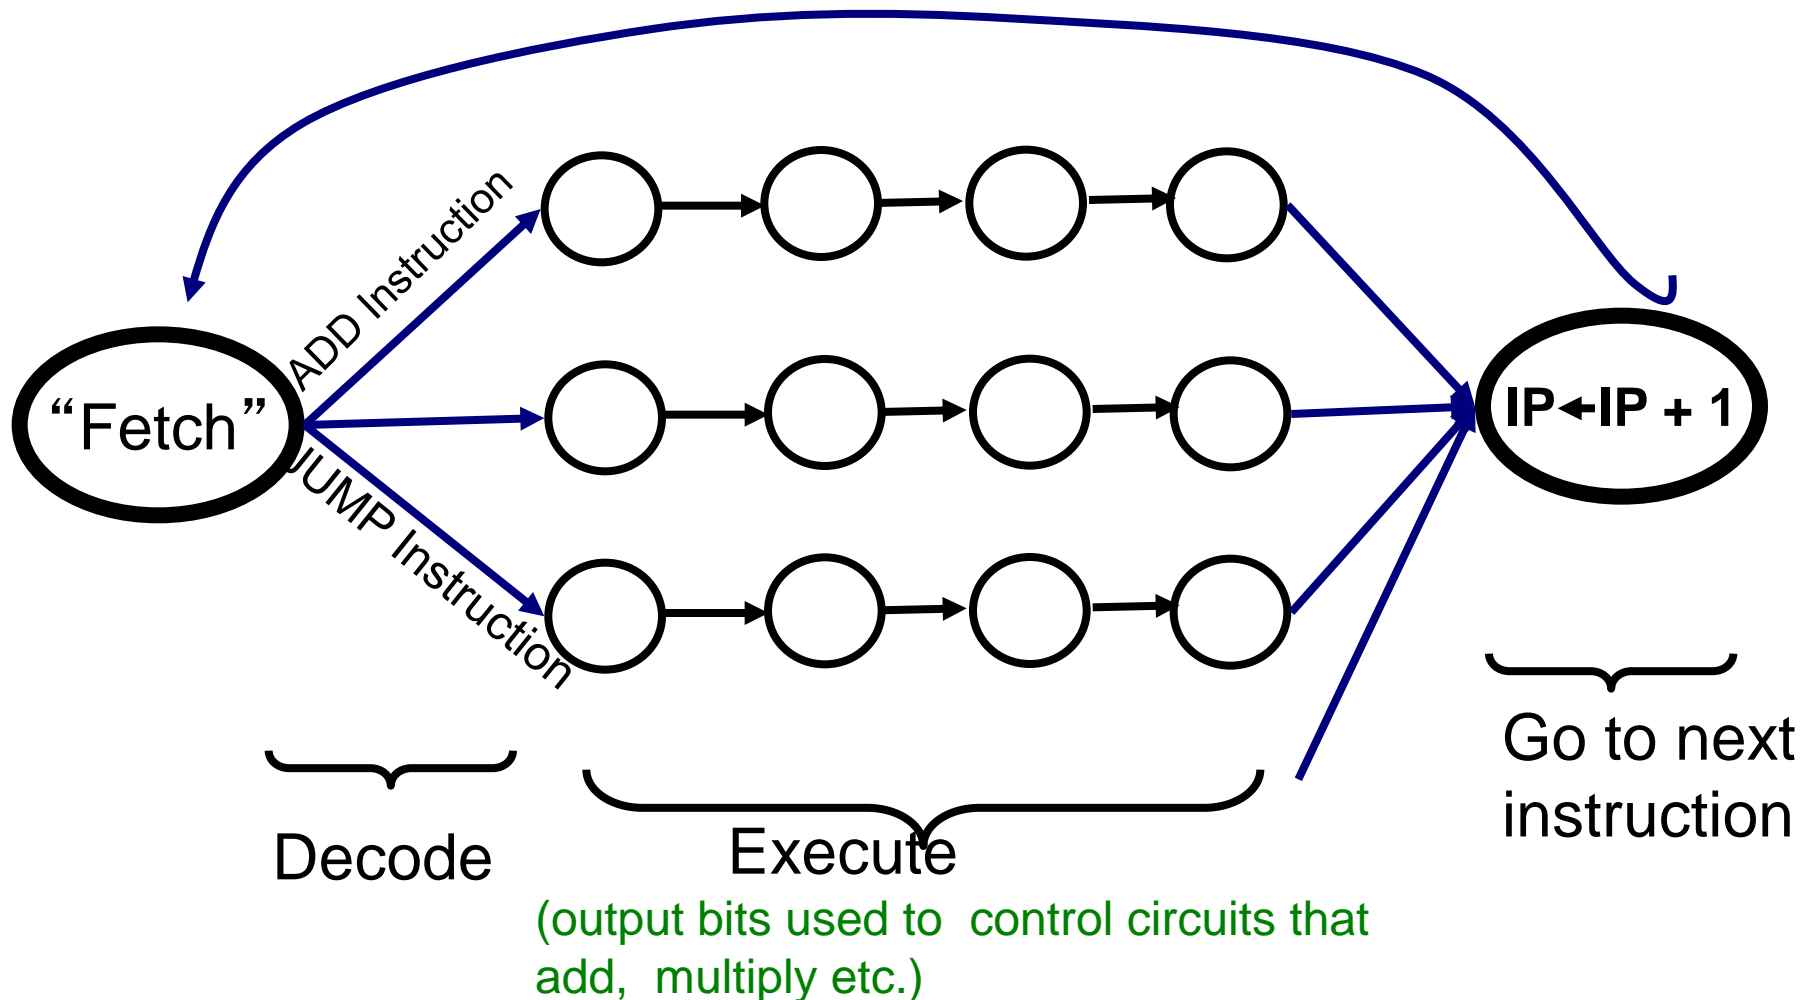 ADD Instruction
“Fetch”
JUMP Instruction
IP←IP + 1
Decode
Execute
(output bits used to control circuits that
add, multiply etc.)
Go to next
instruction